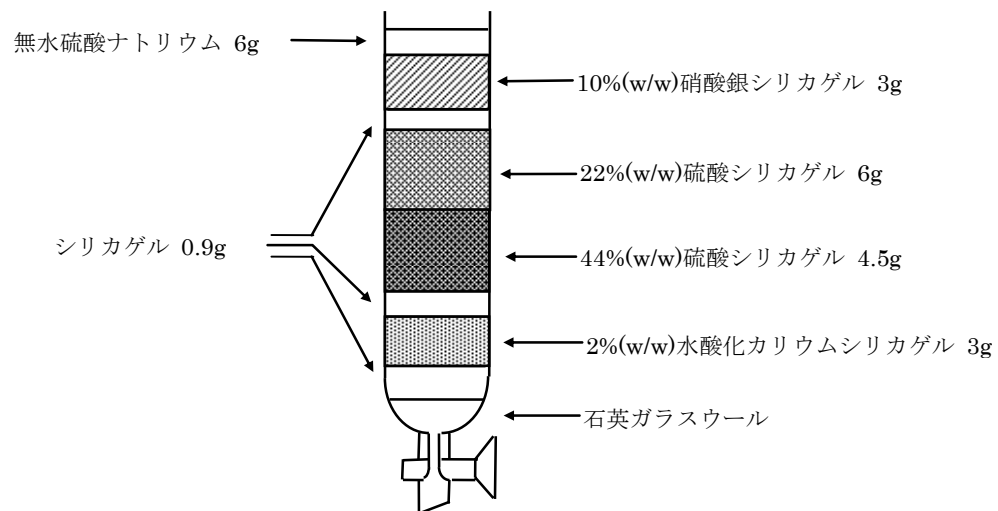 無水硫酸ナトリウム 6g
10%(w/w)硝酸銀シリカゲル 3g
22%(w/w)硫酸シリカゲル 6g
シリカゲル 0.9g
44%(w/w)硫酸シリカゲル 4.5g
2%(w/w)水酸化カリウムシリカゲル 3g
石英ガラスウール